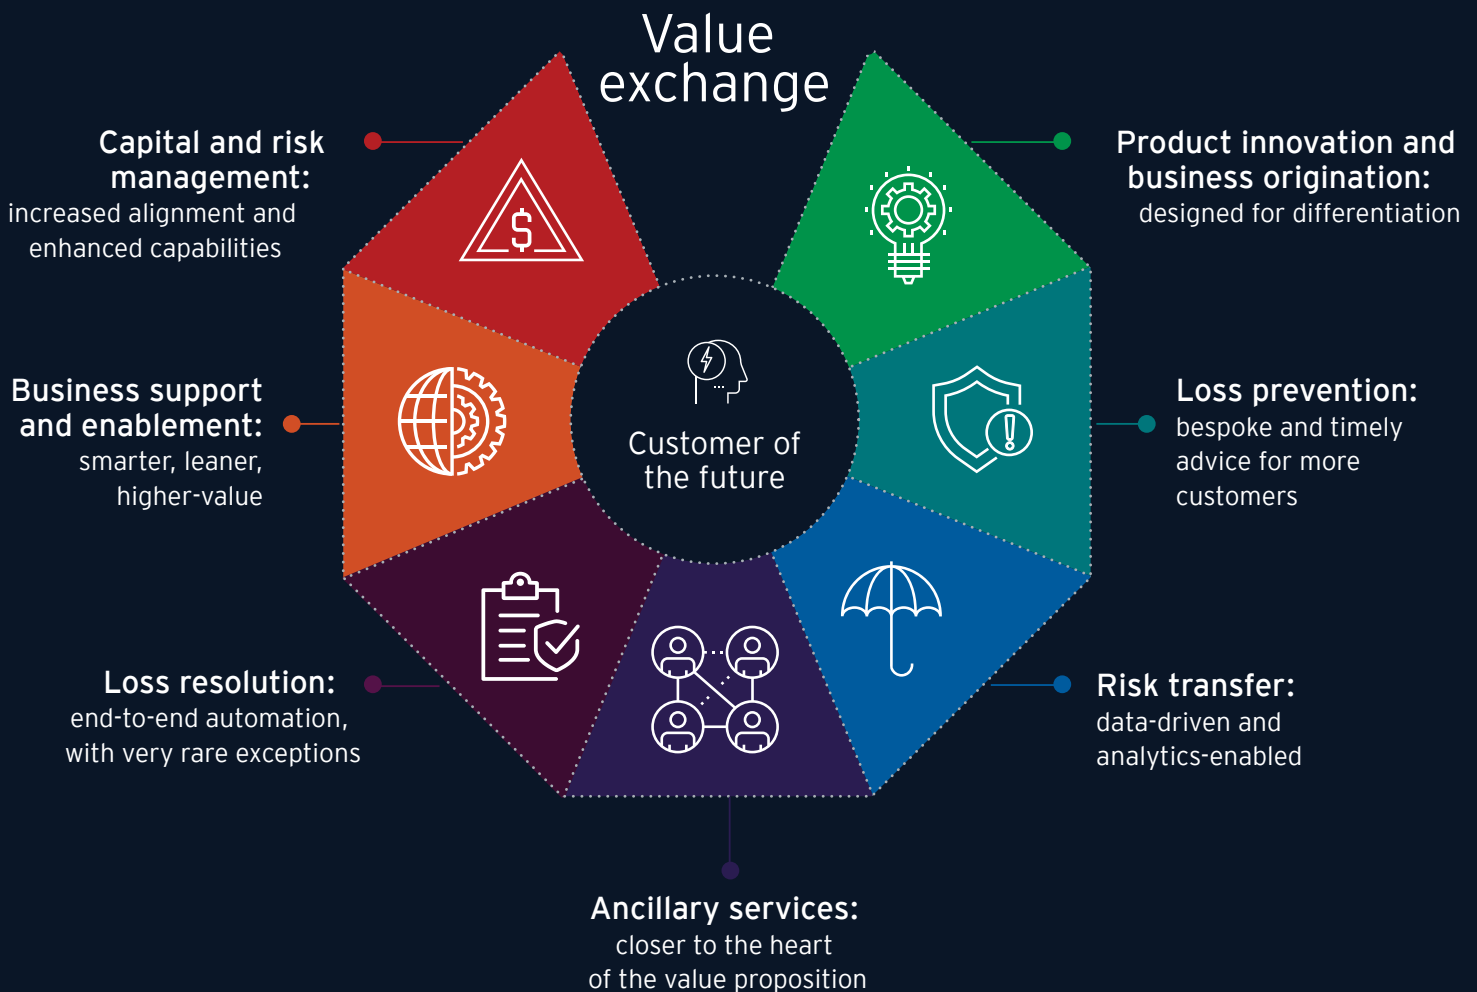 Value
exchange
Capital and risk
management:
increased alignment and
enhanced capabilities
Product innovation and
business origination:
designed for differentiation
$
Business support
and enablement:
smarter, leaner,
higher-value
Customer of
the future
Loss prevention:
bespoke and timely
advice for more
customers
!
Loss resolution:
end-to-end automation,
with very rare exceptions
Risk transfer:
data-driven and
analytics-enabled
Ancillary services:
closer to the heart
of the value proposition